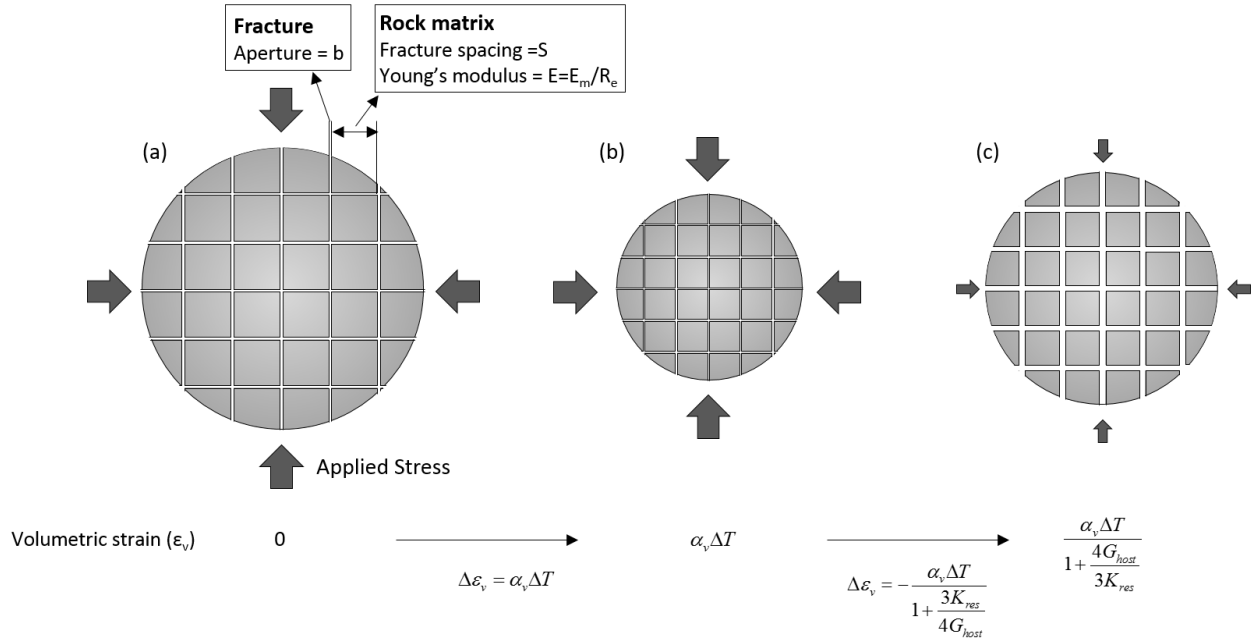 Fracture
Aperture = b
Rock matrix
Fracture spacing =S
Young's modulus = E=E_m/R_e
(a)
(b)
(c)
Applied Stress
Volumetric strain (ε_v)
0
Δε_v = α_vΔT
α_vΔT
Δε_v = - α_vΔT / (1 + 3K_res / 4G_host)
α_vΔT / (1 + 4G_host / 3K_res)